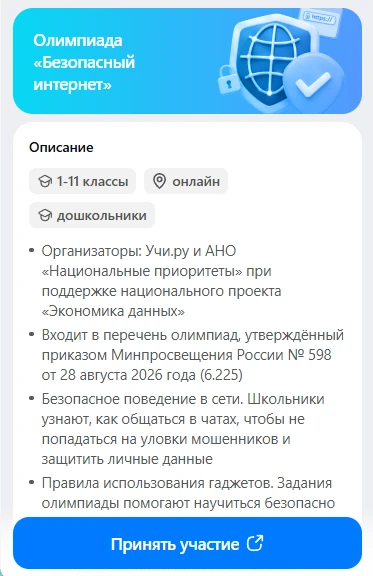 https://
Олимпиада
«Безопасный
интернет»
Описание
1-11 классы
онлайн
дошкольники
• Организаторы: Учи.ру и АНО
«Национальные приоритеты» при
поддержке национального проекта
«Экономика данных»
• Входит в перечень олимпиад, утверждённый
приказом Минпросвещения России № 598
от 28 августа 2026 года (6.225)
• Безопасное поведение в сети. Школьники
узнают, как общаться в чатах, чтобы не
попадаться на уловки мошенников и
защитить личные данные
• Правила использования гаджетов. Задания
олимпиады помогают научиться безопасно
Принять участие